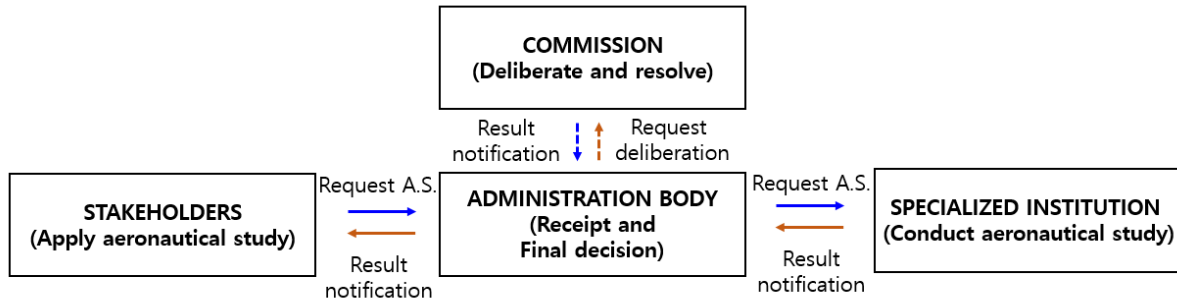 COMMISSION
(Deliberate and resolve)
Result
notification
Request
deliberation
STAKEHOLDERS
(Apply aeronautical study)
Request A.S.
Result
notification
ADMINISTRATION BODY
(Receipt and
Final decision)
Request A.S.
Result
notification
SPECIALIZED INSTITUTION
(Conduct aeronautical study)